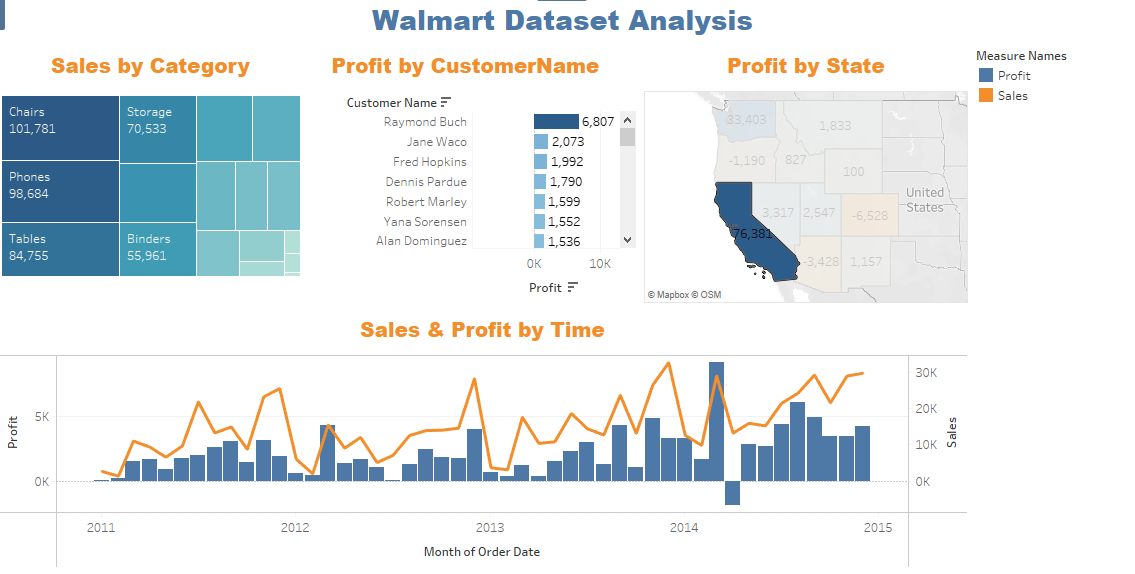 Walmart Dataset Analysis
Sales by Category
Profit by CustomerName
Profit by State
Measure Names
Profit
Sales
Chairs
101,781
Storage
70,533
Phones
98,684
Tables
84,755
Binders
55,961
Customer Name
Raymond Buch 6,807
Jane Waco 2,073
Fred Hopkins 1,992
Dennis Pardue 1,790
Robert Marley 1,599
Yana Sorensen 1,552
Alan Dominguez 1,536
0K 10K
Profit
33,403
1,833
-1,190
827
100
United
States
3,317
2,547
-6,528
76,381
-3,428
1,157
© Mapbox © OSM
Sales & Profit by Time
Profit
5K
0K
30K
20K
10K
0K
Sales
2011 2012 2013 2014 2015
Month of Order Date